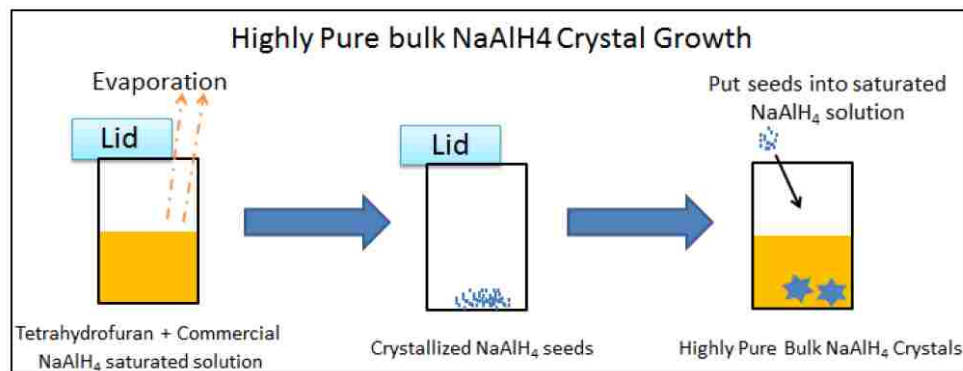 Highly Pure bulk NaAlH4 Crystal Growth
Evaporation
Lid
Tetrahydrofuran + Commercial
NaAlH₄ saturated solution
Lid
Crystallized NaAlH₄ seeds
Put seeds into saturated
NaAlH₄ solution
Highly Pure Bulk NaAlH₄ Crystals